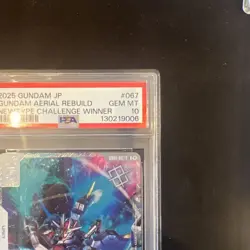 2025 GUNDAM JP #067
GUNDAM AERIAL REBUILD GEM MT
NEWTYPE CHALLENGE WINNER 10
PSA 130219006